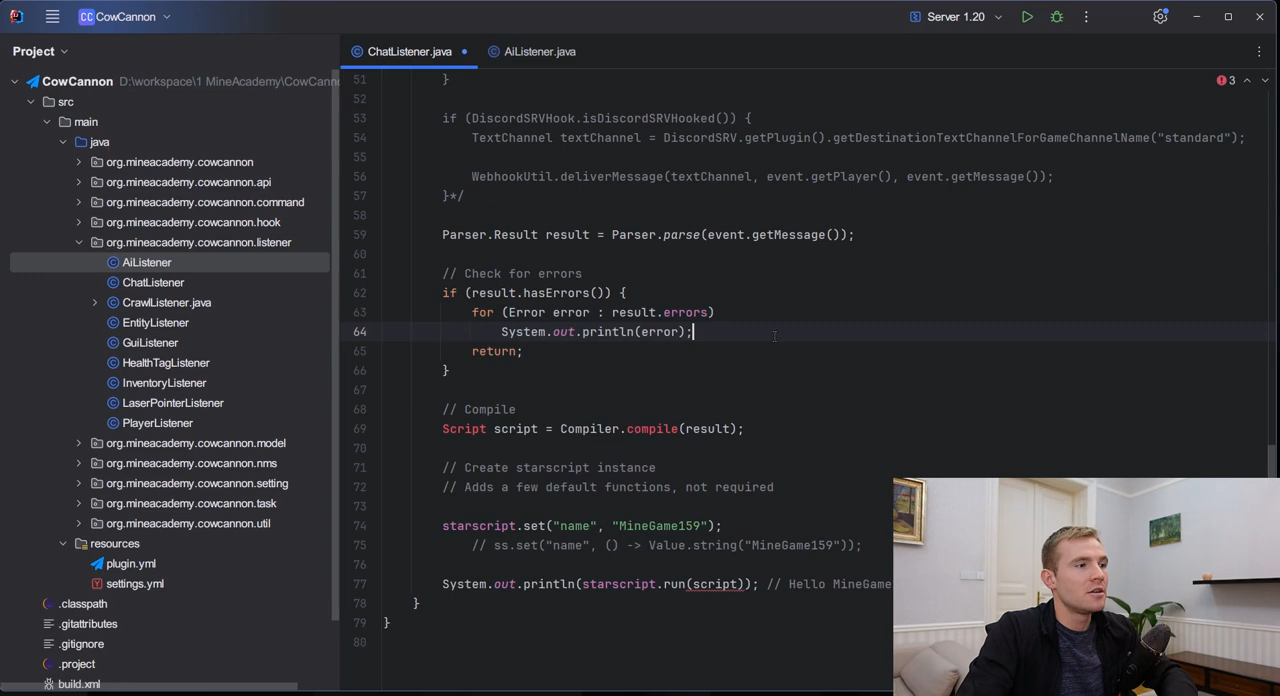 CC CowCannon
Server 1.20
Project
ChatListener.java
AiListener.java
CowCannon D:\workspace\1 MineAcademy\CowCann
src
main
java
org.mineacademy.cowcannon
org.mineacademy.cowcannon.api
org.mineacademy.cowcannon.command
org.mineacademy.cowcannon.hook
org.mineacademy.cowcannon.listener
AiListener
ChatListener
CrawlListener.java
EntityListener
GuiListener
HealthTagListener
InventoryListener
LaserPointerListener
PlayerListener
org.mineacademy.cowcannon.model
org.mineacademy.cowcannon.nms
org.mineacademy.cowcannon.setting
org.mineacademy.cowcannon.task
org.mineacademy.cowcannon.util
resources
plugin.yml
settings.yml
.classpath
.gitattributes
.gitignore
.project
build.xml
3
51 }
52
53 if (DiscordSRVHook.isDiscordSRVHooked()) {
54 TextChannel textChannel = DiscordSRV.getPlugin().getDestinationTextChannelForGameChannelName("standard");
55
56 WebhookUtil.deliverMessage(textChannel, event.getPlayer(), event.getMessage());
57 }*/
58
59 Parser.Result result = Parser.parse(event.getMessage());
60
61 // Check for errors
62 if (result.hasErrors()) {
63 for (Error error : result.errors)
64 System.out.println(error);
65 return;
66 }
67
68 // Compile
69 Script script = Compiler.compile(result);
70
71 // Create starscript instance
72 // Adds a few default functions, not required
73
74 starscript.set("name", "MineGame159");
75 // ss.set("name", () -> Value.string("MineGame159"));
76
77 System.out.println(starscript.run(script)); // Hello MineGame
78 }
79 }
80